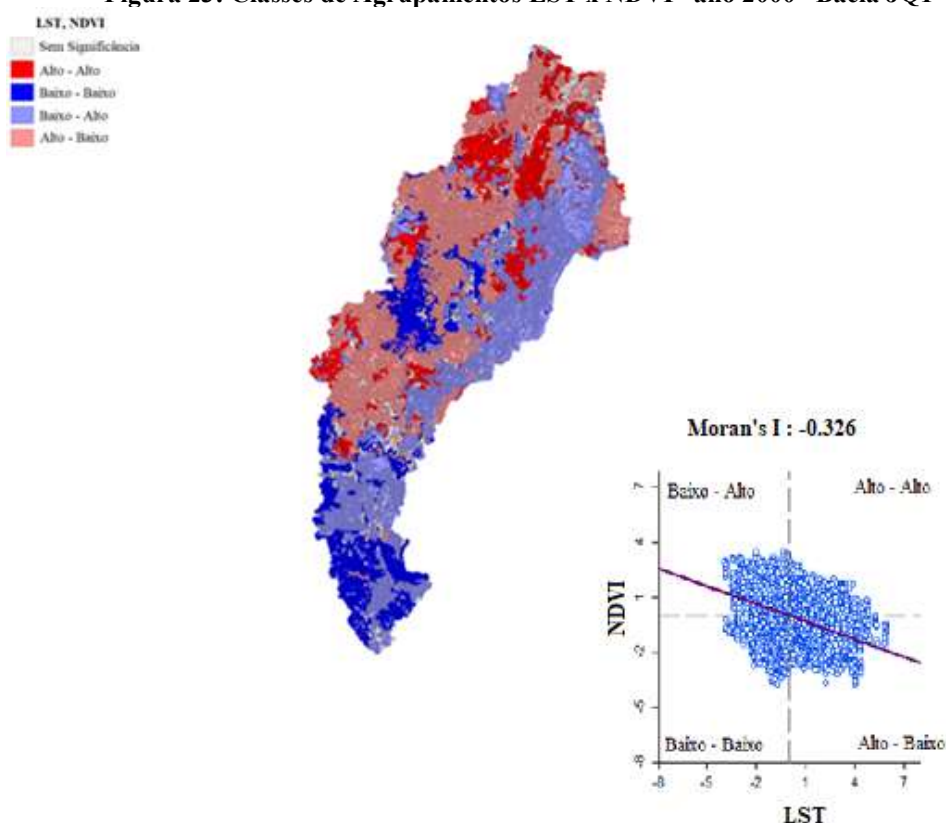 Figura 23: Classes de Agrupamentos LST x NDVI - ano 2000 - Bacia JQ1
LST, NDVI
Sem Significância
Alto - Alto
Baixo - Baixo
Baixo - Alto
Alto - Baixo
Moran's I : -0.326
Baixo - Alto
Alto - Alto
NDVI
7
4
1
-2
-5
-8
Baixo - Baixo
Alto - Baixo
-8 -5 -2 1 4 7
LST